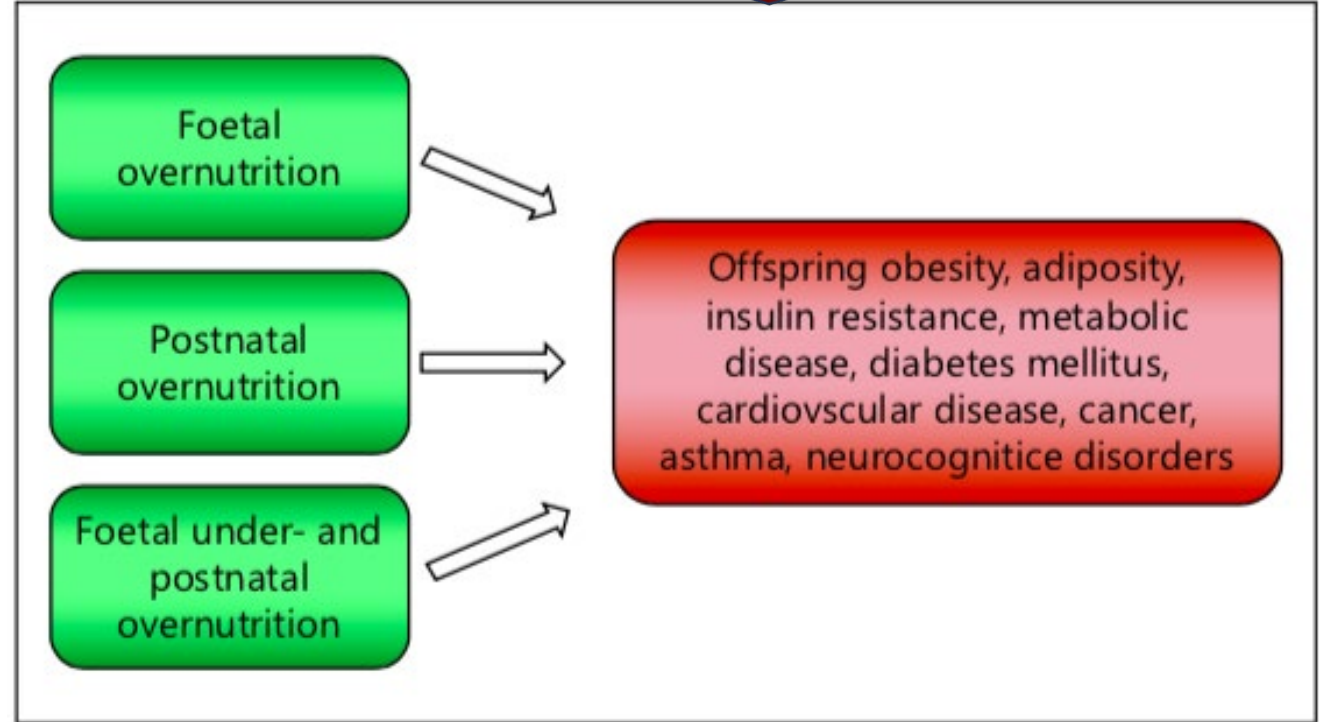 Foetal
overnutrition
Postnatal
overnutrition
Foetal under- and
postnatal
overnutrition
Offspring obesity, adiposity,
insulin resistance, metabolic
disease, diabetes mellitus,
cardiovscular disease, cancer,
asthma, neurocognitice disorders